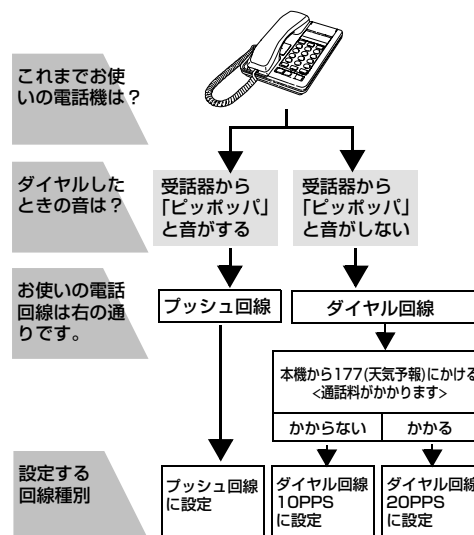 これまでお使
いの電話機は？
ダイヤルした
ときの音は？
受話器から
「ピッポッパ」
と音がする
受話器から
「ピッポッパ」
と音がしない
お使いの電話
回線は右の通
りです。
プッシュ回線
ダイヤル回線
本機から177(天気予報)にかける
<通話料がかかります>
かからない
かかる
設定する
回線種別
プッシュ回線
に設定
ダイヤル回線
10PPS
に設定
ダイヤル回線
20PPS
に設定